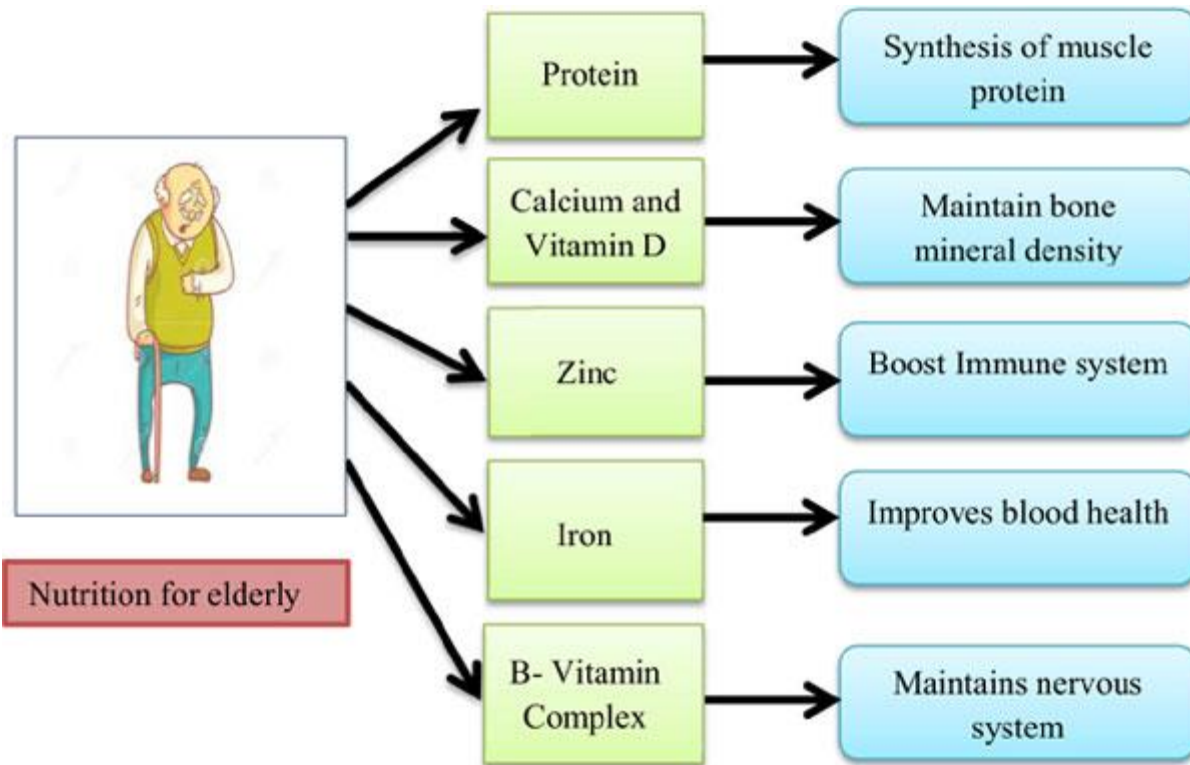 Protein
Synthesis of muscle
protein
Calcium and
Vitamin D
Maintain bone
mineral density
Zinc
Boost Immune system
Iron
Improves blood health
Nutrition for elderly
B- Vitamin
Complex
Maintains nervous
system